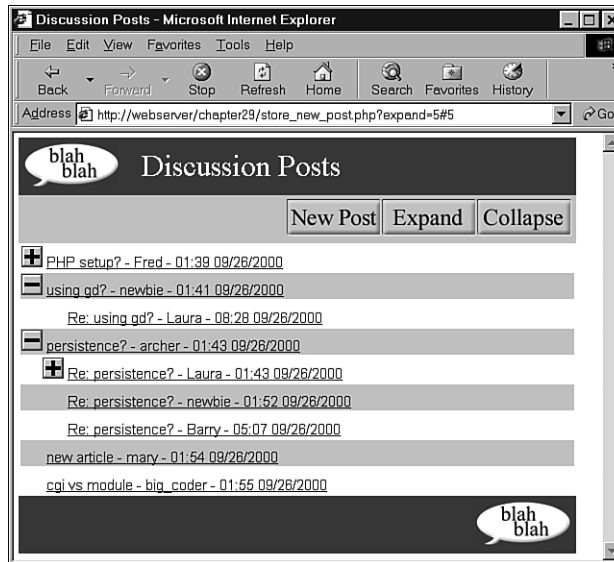 Discussion Posts - Microsoft Internet Explorer
File Edit View Favorites Tools Help
Back Forward Stop Refresh Home Search Favorites History
Address http://webserver/chapter29/store_new_post.php?expand=5#5 Go
blah
blah
Discussion Posts
New Post Expand Collapse
PHP setup? - Fred - 01:39 09/26/2000
using gd? - newbie - 01:41 09/26/2000
Re: using gd? - Laura - 08:28 09/26/2000
persistence? - archer - 01:43 09/26/2000
Re: persistence? - Laura - 01:43 09/26/2000
Re: persistence? - newbie - 01:52 09/26/2000
Re: persistence? - Barry - 05:07 09/26/2000
new article - mary - 01:54 09/26/2000
cgi vs module - big_coder - 01:55 09/26/2000
blah
blah